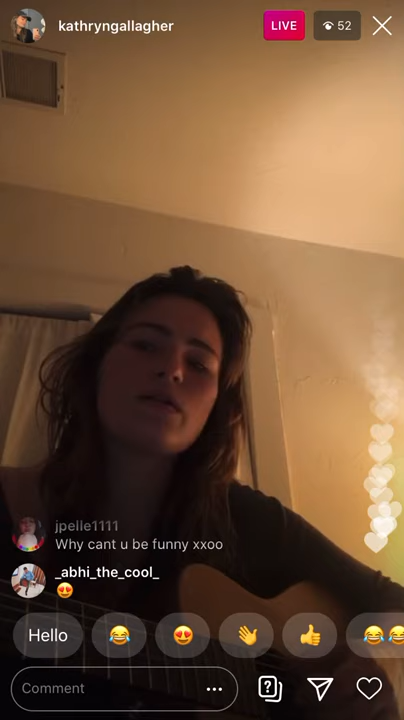 kathryngallagher
LIVE
52
jpelle1111
Why cant u be funny xxoo
_abhi_the_cool_
😍
Hello
😂
😍
👋
👍
😂😂
Comment